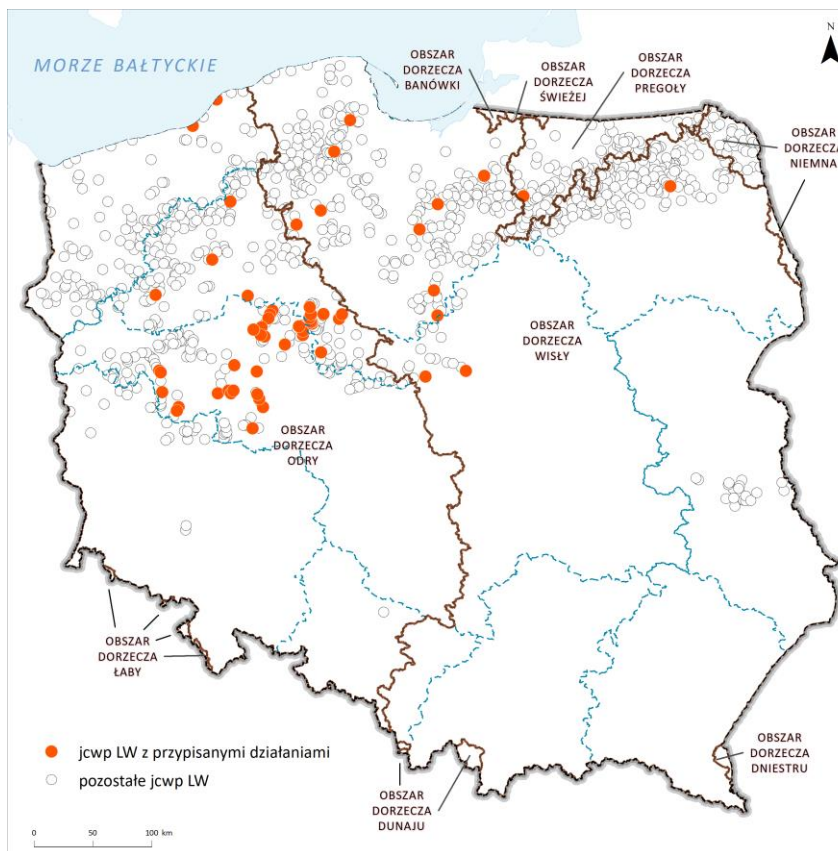 N
MORZE BAŁTYCKIE
OBSZAR
DORZECZA
BANÓWKI
OBSZAR
DORZECZA
ŚWIEŻEJ
OBSZAR
DORZECZA
PREGOŁY
OBSZAR
DORZECZA
NIEMNA
OBSZAR
DORZECZA
WISŁY
OBSZAR
DORZECZA
ODRY
OBSZAR
DORZECZA
ŁABY
OBSZAR
DORZECZA
DUNAJU
OBSZAR
DORZECZA
DNIESTRU
jcwp LW z przypisanymi działaniami
pozostałe jcwp LW
0 50 100 km